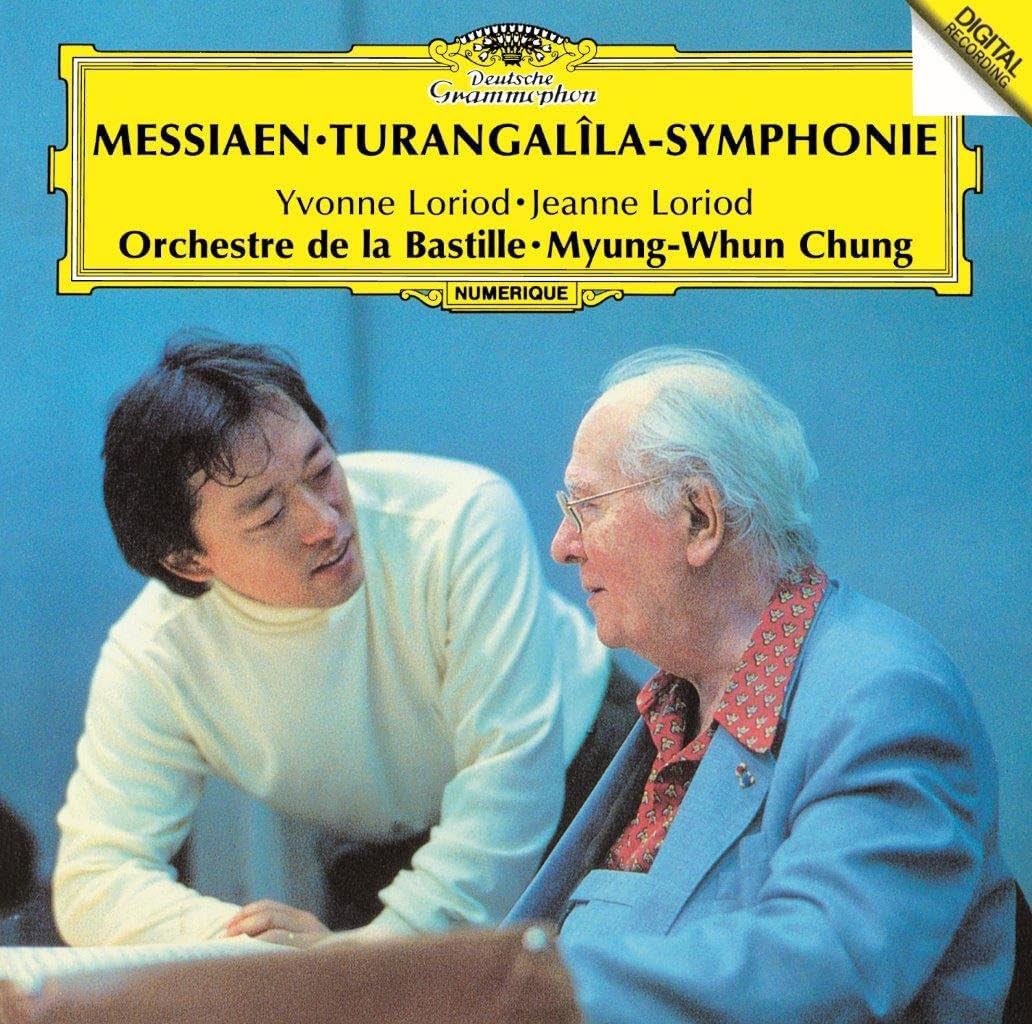 DIGITAL
RECORDING
Deutsche
Grammophon
MESSIAEN·TURANGALÎLA-SYMPHONIE
Yvonne Loriod·Jeanne Loriod
Orchestre de la Bastille·Myung-Whun Chung
NUMERIQUE